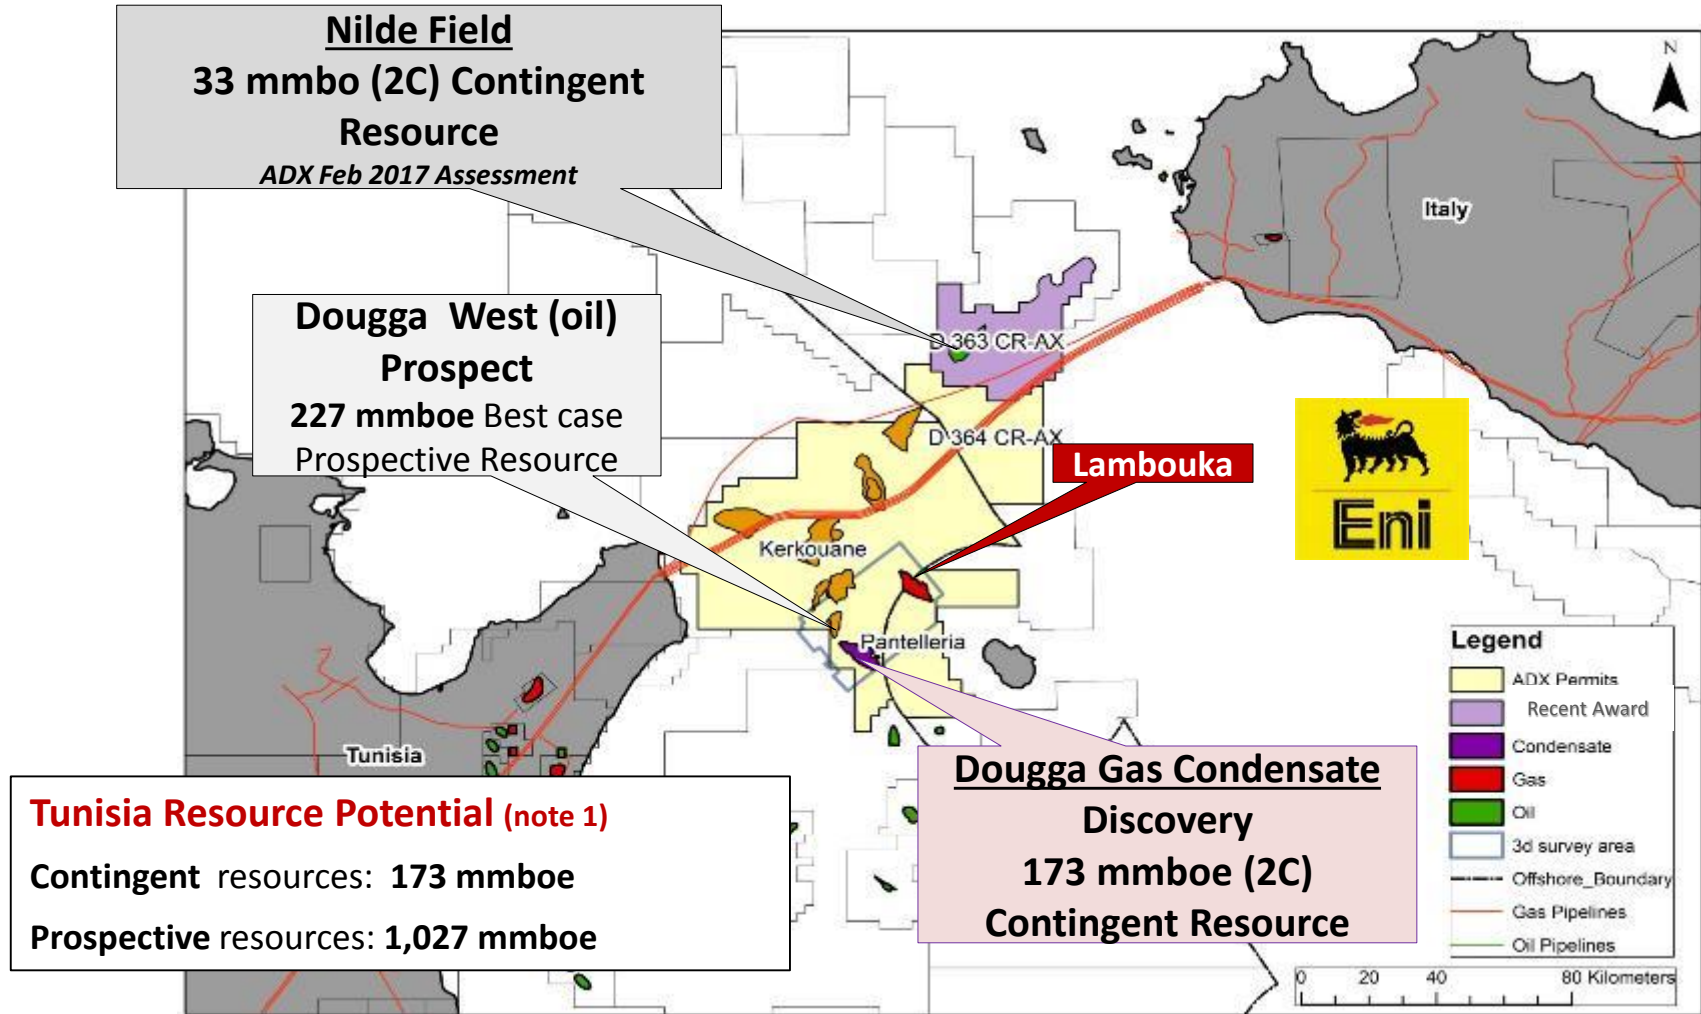 Nilde Field
33 mmbo (2C) Contingent
Resource
ADX Feb 2017 Assessment
N
Italy
Dougga West (oil)
Prospect
227 mmboe Best case
Prospective Resource
D 363 CR-AX
D 364 CR-AX
Lambouka
Eni
Kerkouane
Pantelleria
Tunisia
Dougga Gas Condensate
Discovery
173 mmboe (2C)
Contingent Resource
Tunisia Resource Potential (note 1)
Contingent resources: 173 mmboe
Prospective resources: 1,027 mmboe
Legend
ADX Permits
Recent Award
Condensate
Gas
Oil
3d survey area
Offshore_Boundary
Gas Pipelines
Oil Pipelines
0 20 40 80 Kilometers